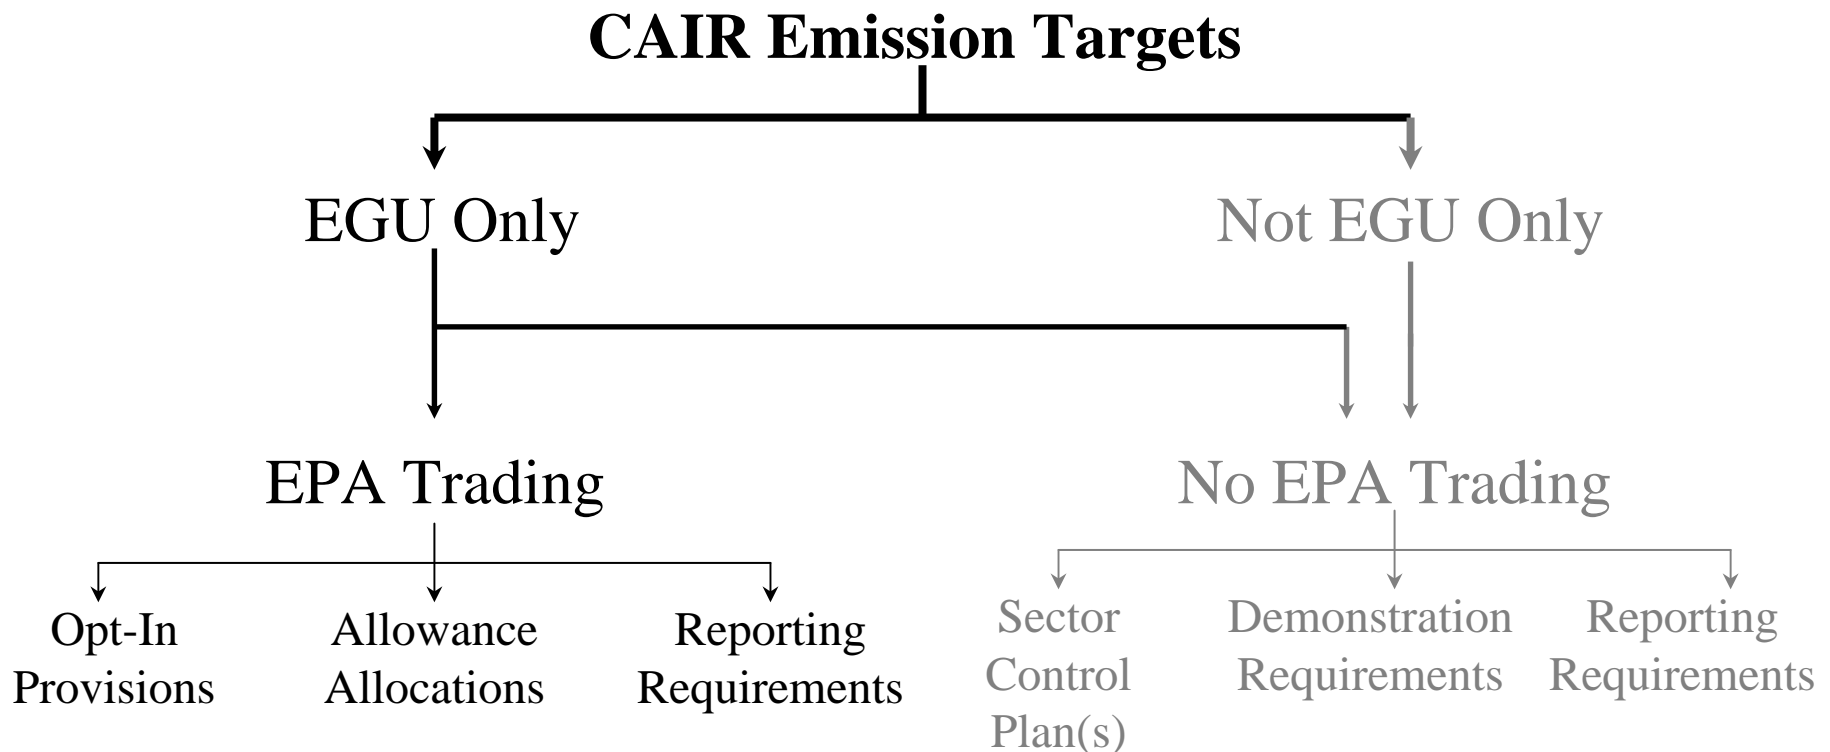 CAIR Emission Targets
EGU Only
Not EGU Only
EPA Trading
No EPA Trading
Opt-In
Provisions
Allowance
Allocations
Reporting
Requirements
Sector
Control
Plan(s)
Demonstration
Requirements
Reporting
Requirements